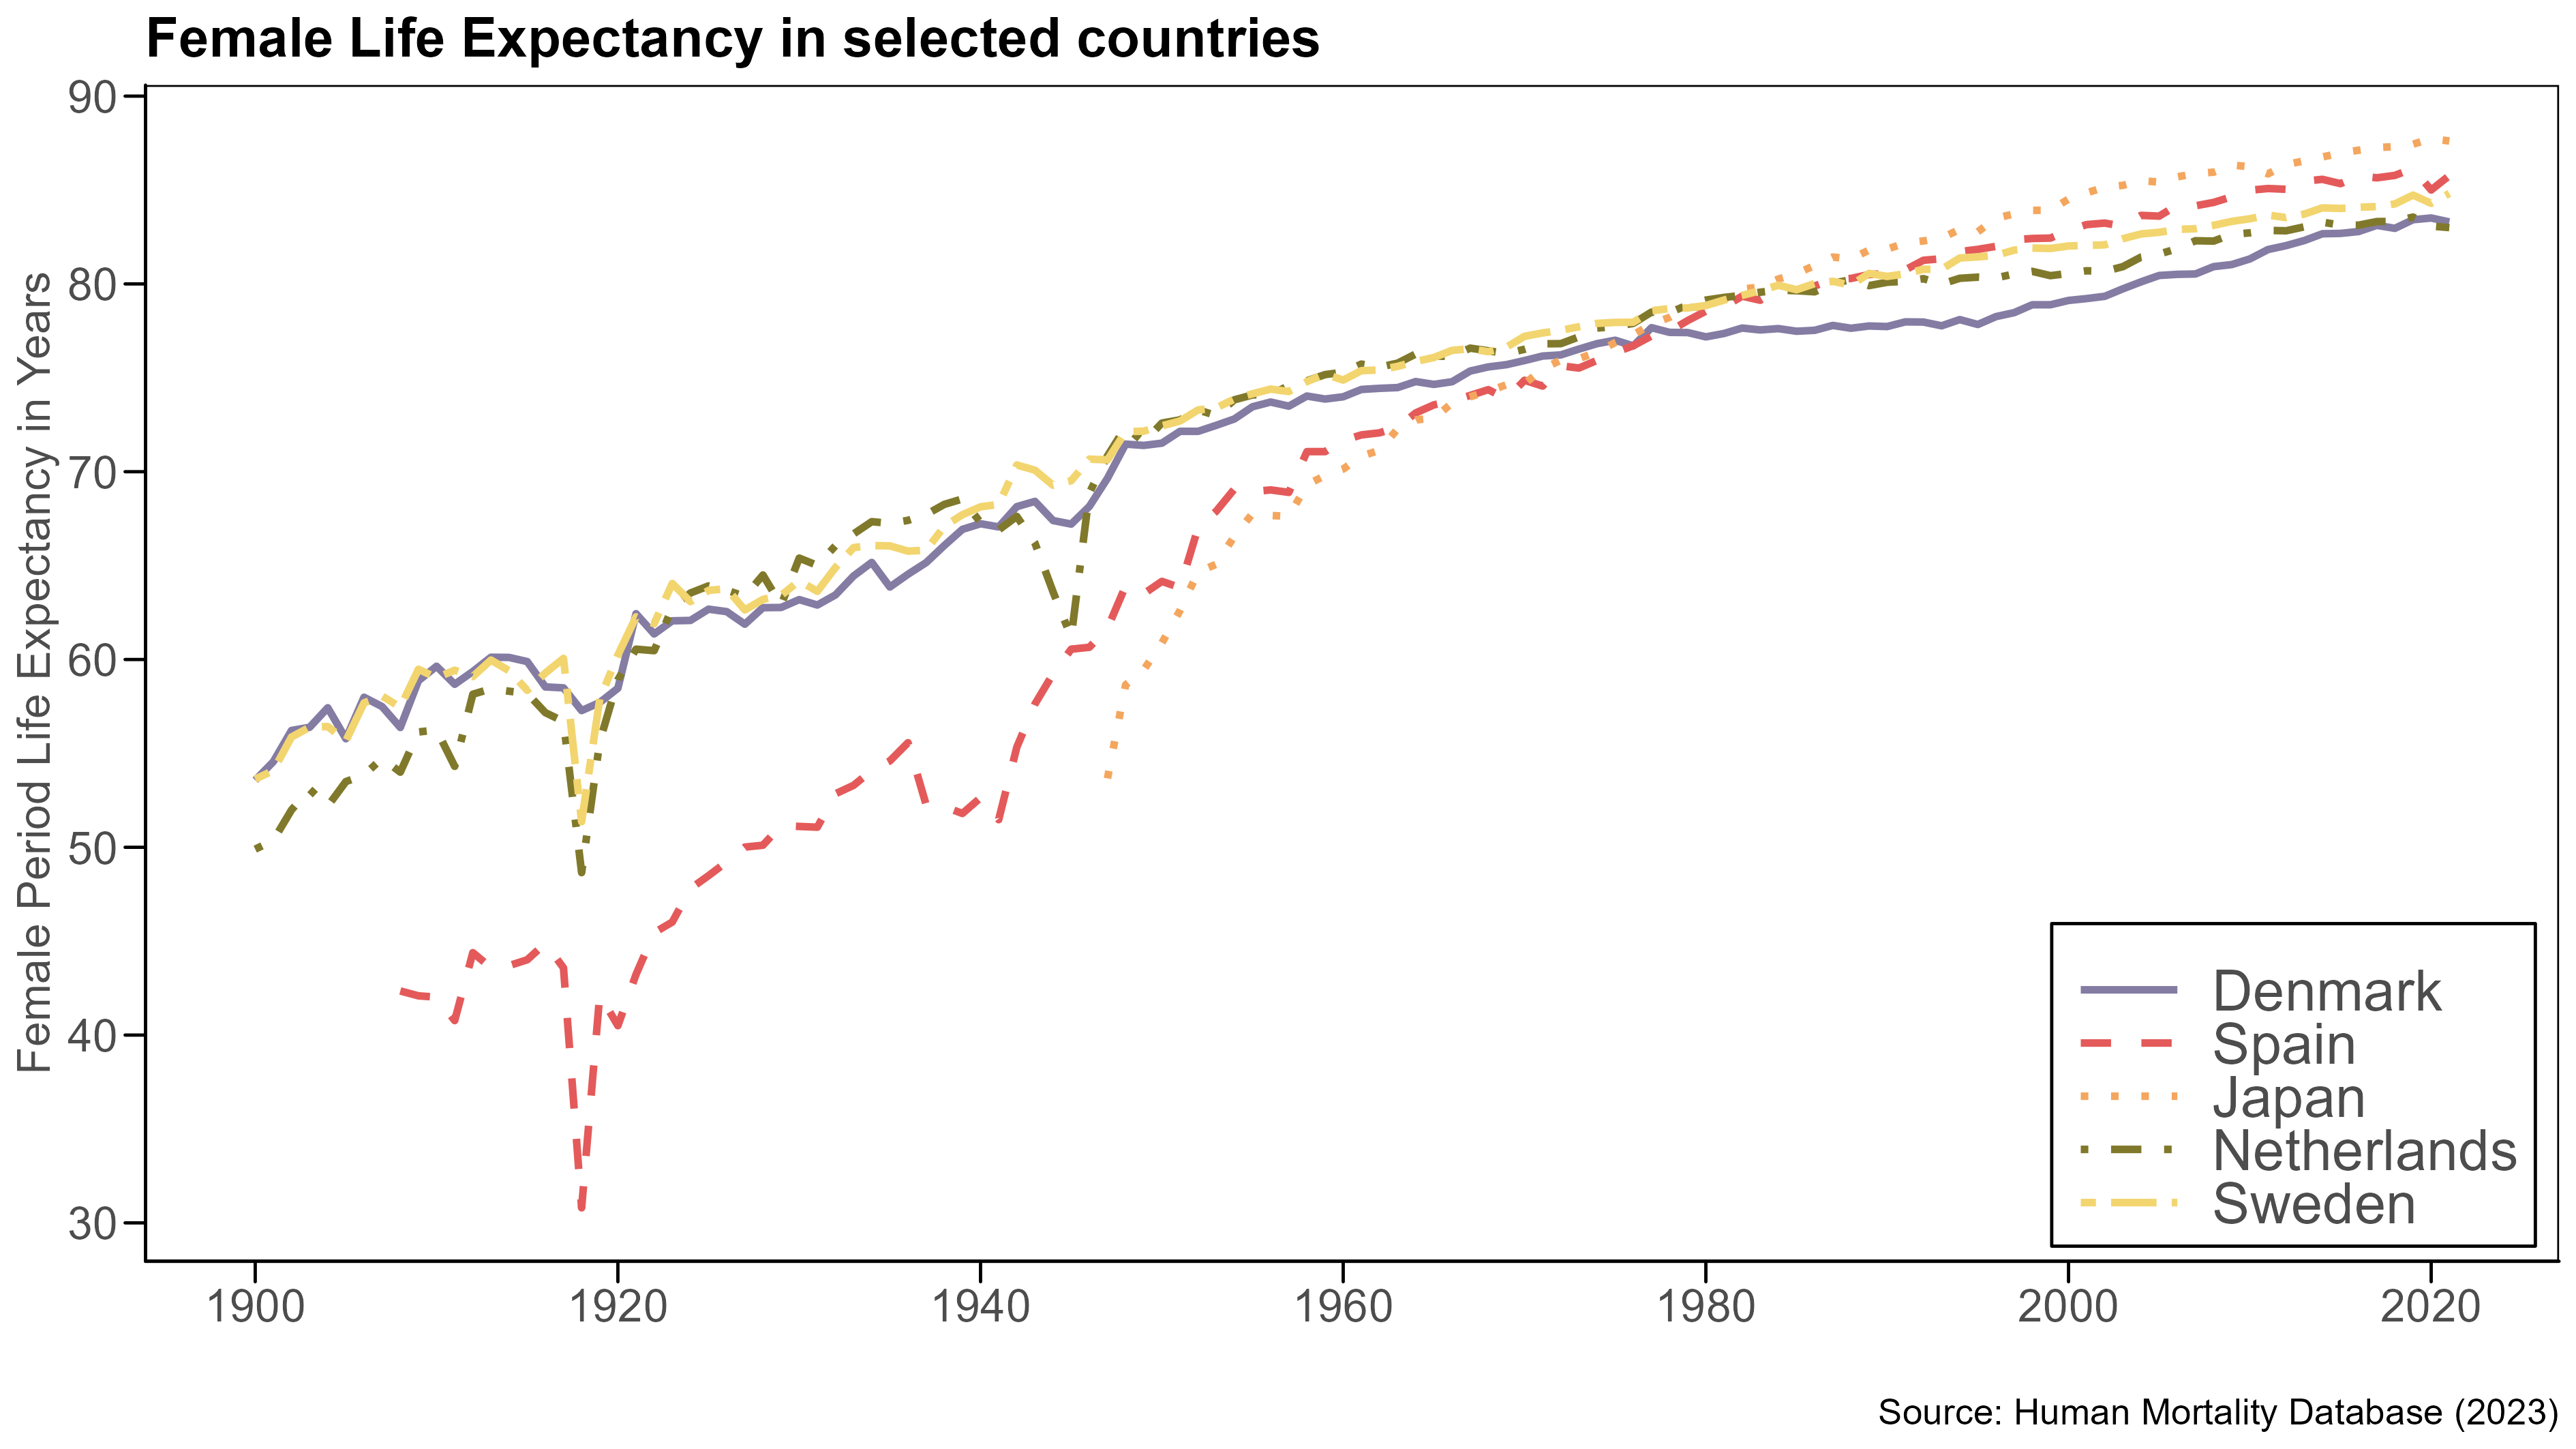 Female Life Expectancy in selected countries
Female Period Life Expectancy in Years
90
80
70
60
50
40
30
1900
1920
1940
1960
1980
2000
2020
Denmark
Spain
Japan
Netherlands
Sweden
Source: Human Mortality Database (2023)